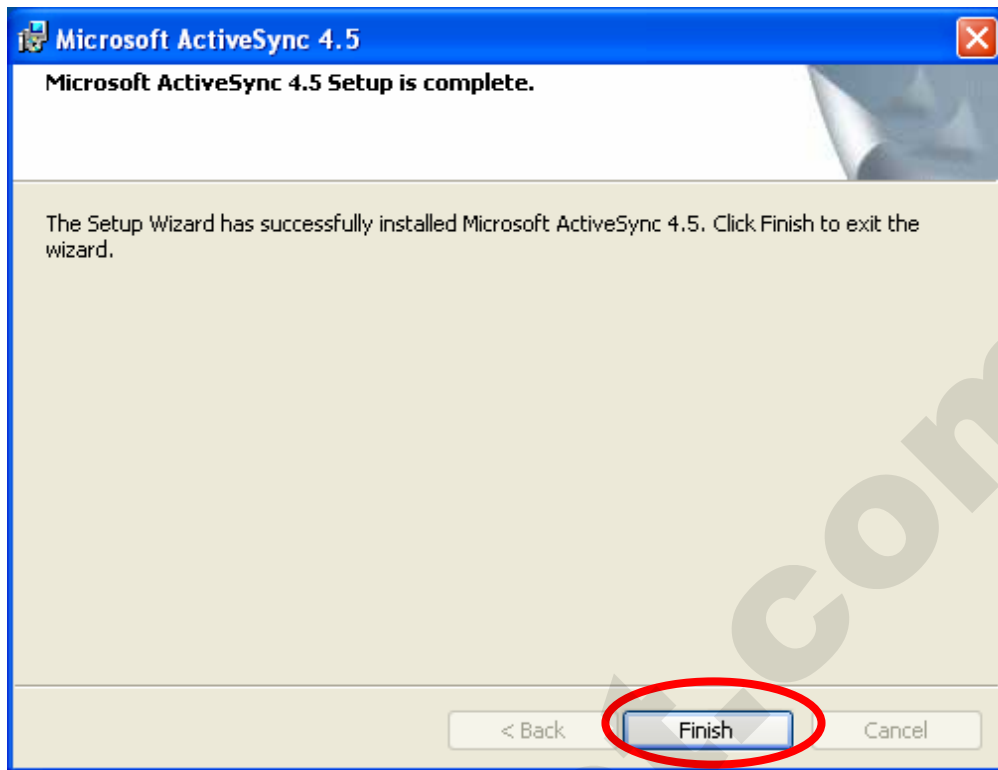 Microsoft ActiveSync 4.5
Microsoft ActiveSync 4.5 Setup is complete.
The Setup Wizard has successfully installed Microsoft ActiveSync 4.5. Click Finish to exit the
wizard.
< Back Finish Cancel